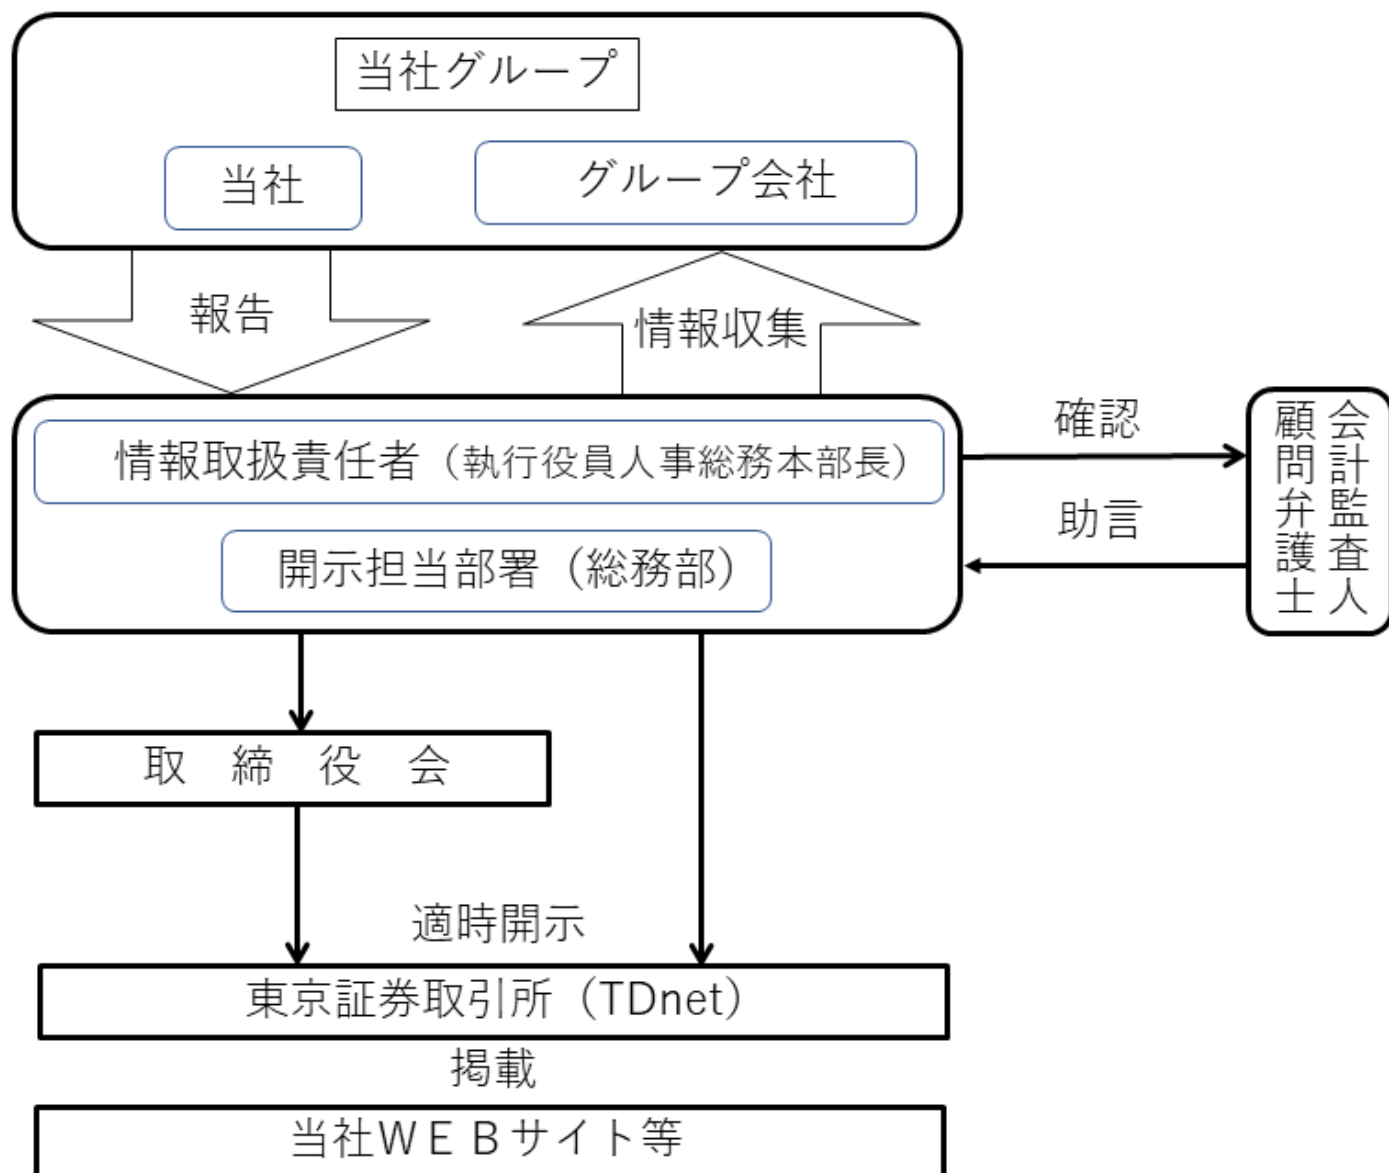 当社グループ
当社
グループ会社
報告
情報収集
情報取扱責任者（執行役員人事総務本部長）
開示担当部署（総務部）
確認
助言
会計監査人
顧問弁護士
取　締　役　会
適時開示
東京証券取引所（TDnet）
掲載
当社ＷＥＢサイト等